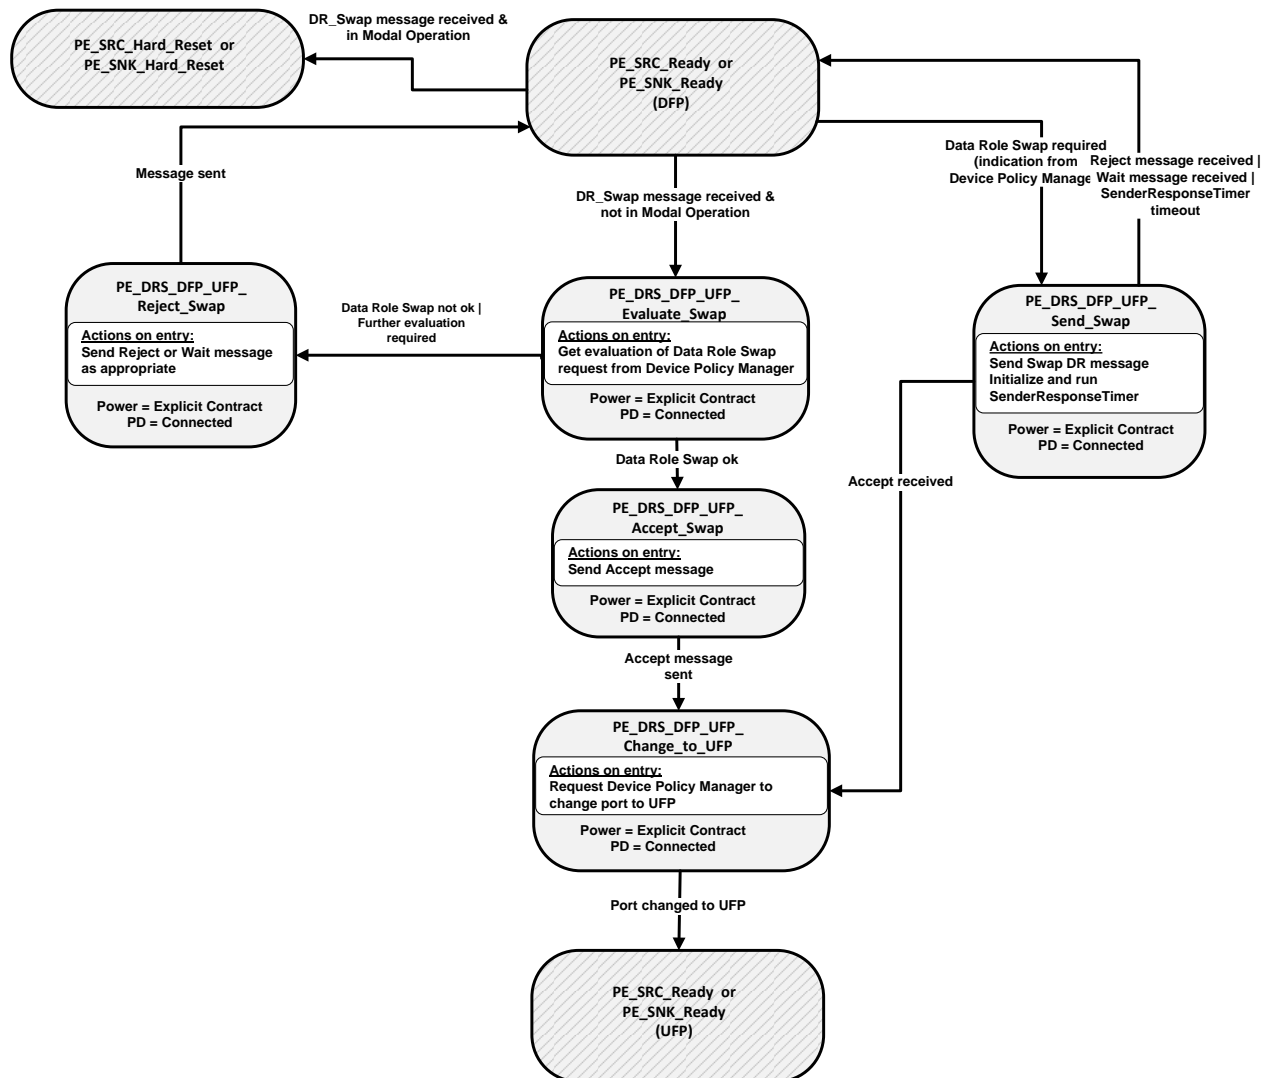 DR_Swap message received &
in Modal Operation
PE_SRC_Hard_Reset or
PE_SNK_Hard_Reset
PE_SRC_Ready or
PE_SNK_Ready
(DFP)
Message sent
DR_Swap message received &
not in Modal Operation
Data Role Swap required
(indication from
Device Policy Manage
Reject message received |
Wait message received |
SenderResponseTimer
timeout
PE_DRS_DFP_UFP_
Reject_Swap
Actions on entry:
Send Reject or Wait message
as appropriate
Power = Explicit Contract
PD = Connected
Data Role Swap not ok |
Further evaluation
required
PE_DRS_DFP_UFP_
Evaluate_Swap
Actions on entry:
Get evaluation of Data Role Swap
request from Device Policy Manager
Power = Explicit Contract
PD = Connected
PE_DRS_DFP_UFP_
Send_Swap
Actions on entry:
Send Swap DR message
Initialize and run
SenderResponseTimer
Power = Explicit Contract
PD = Connected
Data Role Swap ok
Accept received
PE_DRS_DFP_UFP_
Accept_Swap
Actions on entry:
Send Accept message
Power = Explicit Contract
PD = Connected
Accept message
sent
PE_DRS_DFP_UFP_
Change_to_UFP
Actions on entry:
Request Device Policy Manager to
change port to UFP
Power = Explicit Contract
PD = Connected
Port changed to UFP
PE_SRC_Ready or
PE_SNK_Ready
(UFP)